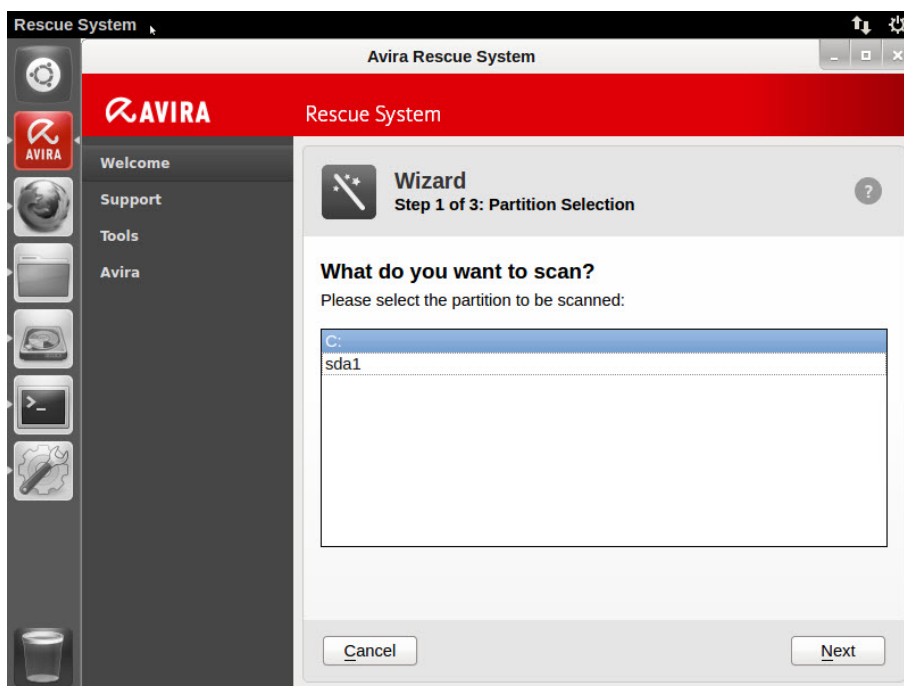 Rescue System
Avira Rescue System
AVIRA
Rescue System
AVIRA
Welcome
Support
Tools
Avira
Wizard
Step 1 of 3: Partition Selection
?
What do you want to scan?
Please select the partition to be scanned:
C:
sda1
>_
Cancel
Next